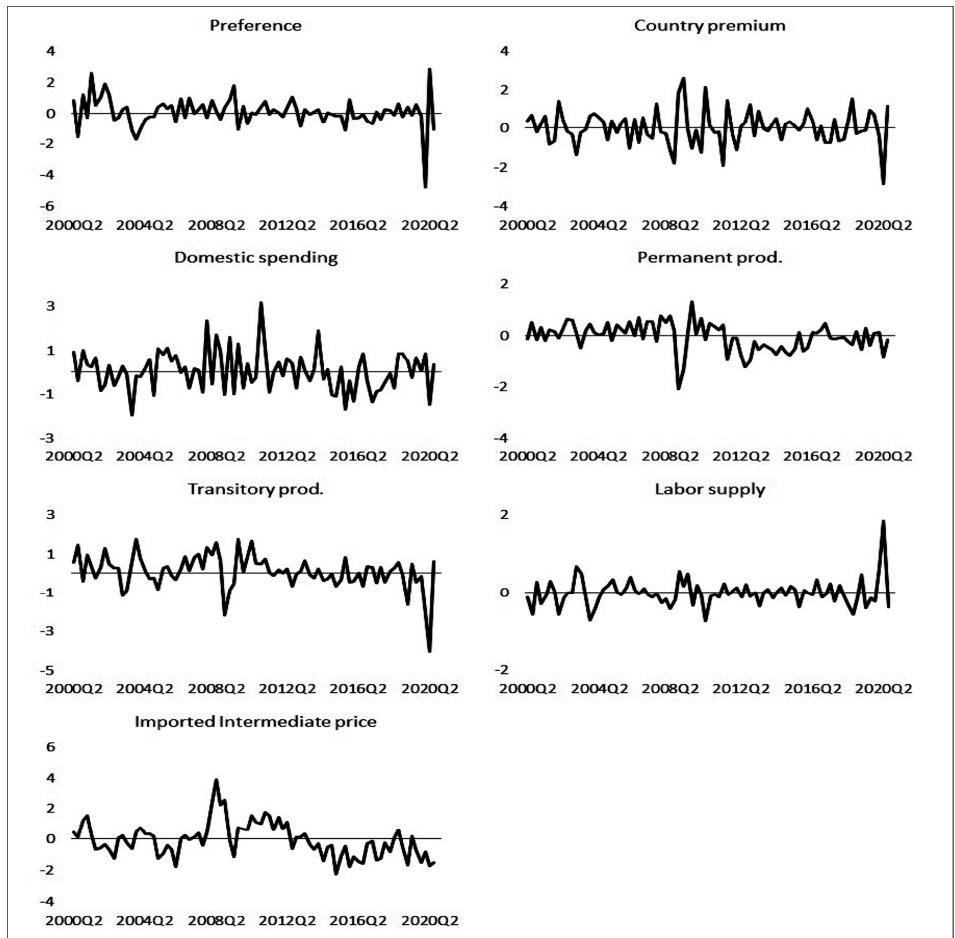 Preference
4
2
0
-2
-4
-6
2000Q2 2004Q2 2008Q2 2012Q2 2016Q2 2020Q2
Country premium
4
2
0
-2
-4
2000Q2 2004Q2 2008Q2 2012Q2 2016Q2 2020Q2
Domestic spending
3
1
-1
-3
2000Q2 2004Q2 2008Q2 2012Q2 2016Q2 2020Q2
Permanent prod.
2
0
-2
-4
2000Q2 2004Q2 2008Q2 2012Q2 2016Q2 2020Q2
Transitory prod.
3
1
-1
-3
-5
2000Q2 2004Q2 2008Q2 2012Q2 2016Q2 2020Q2
Labor supply
2
0
-2
2000Q2 2004Q2 2008Q2 2012Q2 2016Q2 2020Q2
Imported Intermediate price
6
4
2
0
-2
-4
2000Q2 2004Q2 2008Q2 2012Q2 2016Q2 2020Q2